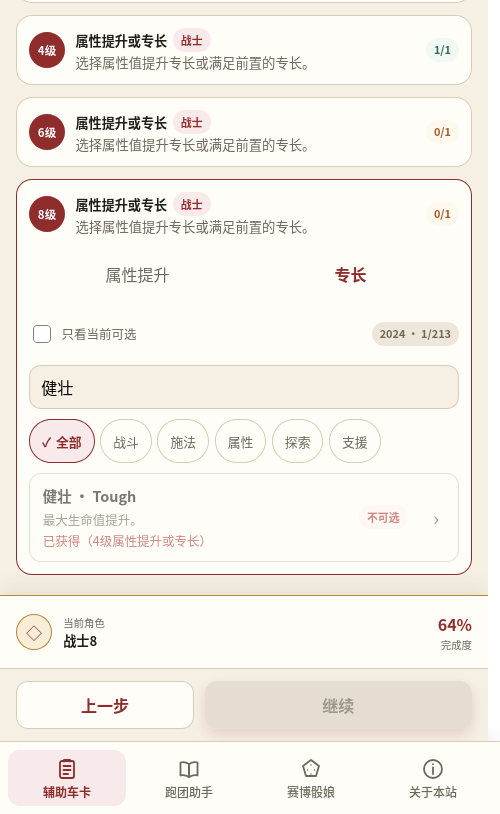 4级
属性提升或专长 战士
选择属性值提升专长或满足前置的专长。
1/1
6级
属性提升或专长 战士
选择属性值提升专长或满足前置的专长。
0/1
8级
属性提升或专长 战士
选择属性值提升专长或满足前置的专长。
0/1
属性提升 专长
只看当前可选 2024 · 1/213
健壮
✓ 全部 战斗 施法 属性 探索 支援
健壮 · Tough
最大生命值提升。
已获得（4级属性提升或专长）
不可选 ›
当前角色
战士8
64%
完成度
上一步 继续
辅助车卡 跑团助手 赛博骰娘 关于本站